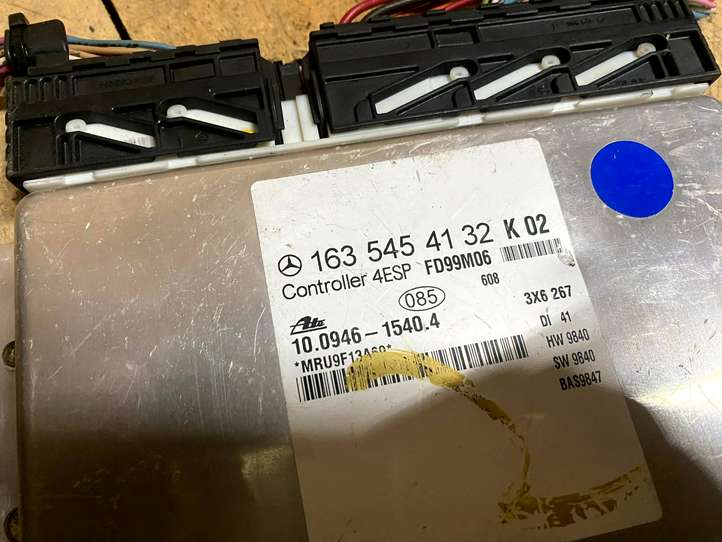 163 545 41 32 K 02
Controller 4ESP FD99M06
608
085
3X6 267
Ate
10.0946-1540.4
DI 41
*MRU9F13A60*
HW 9840
SW 9840
BAS9847